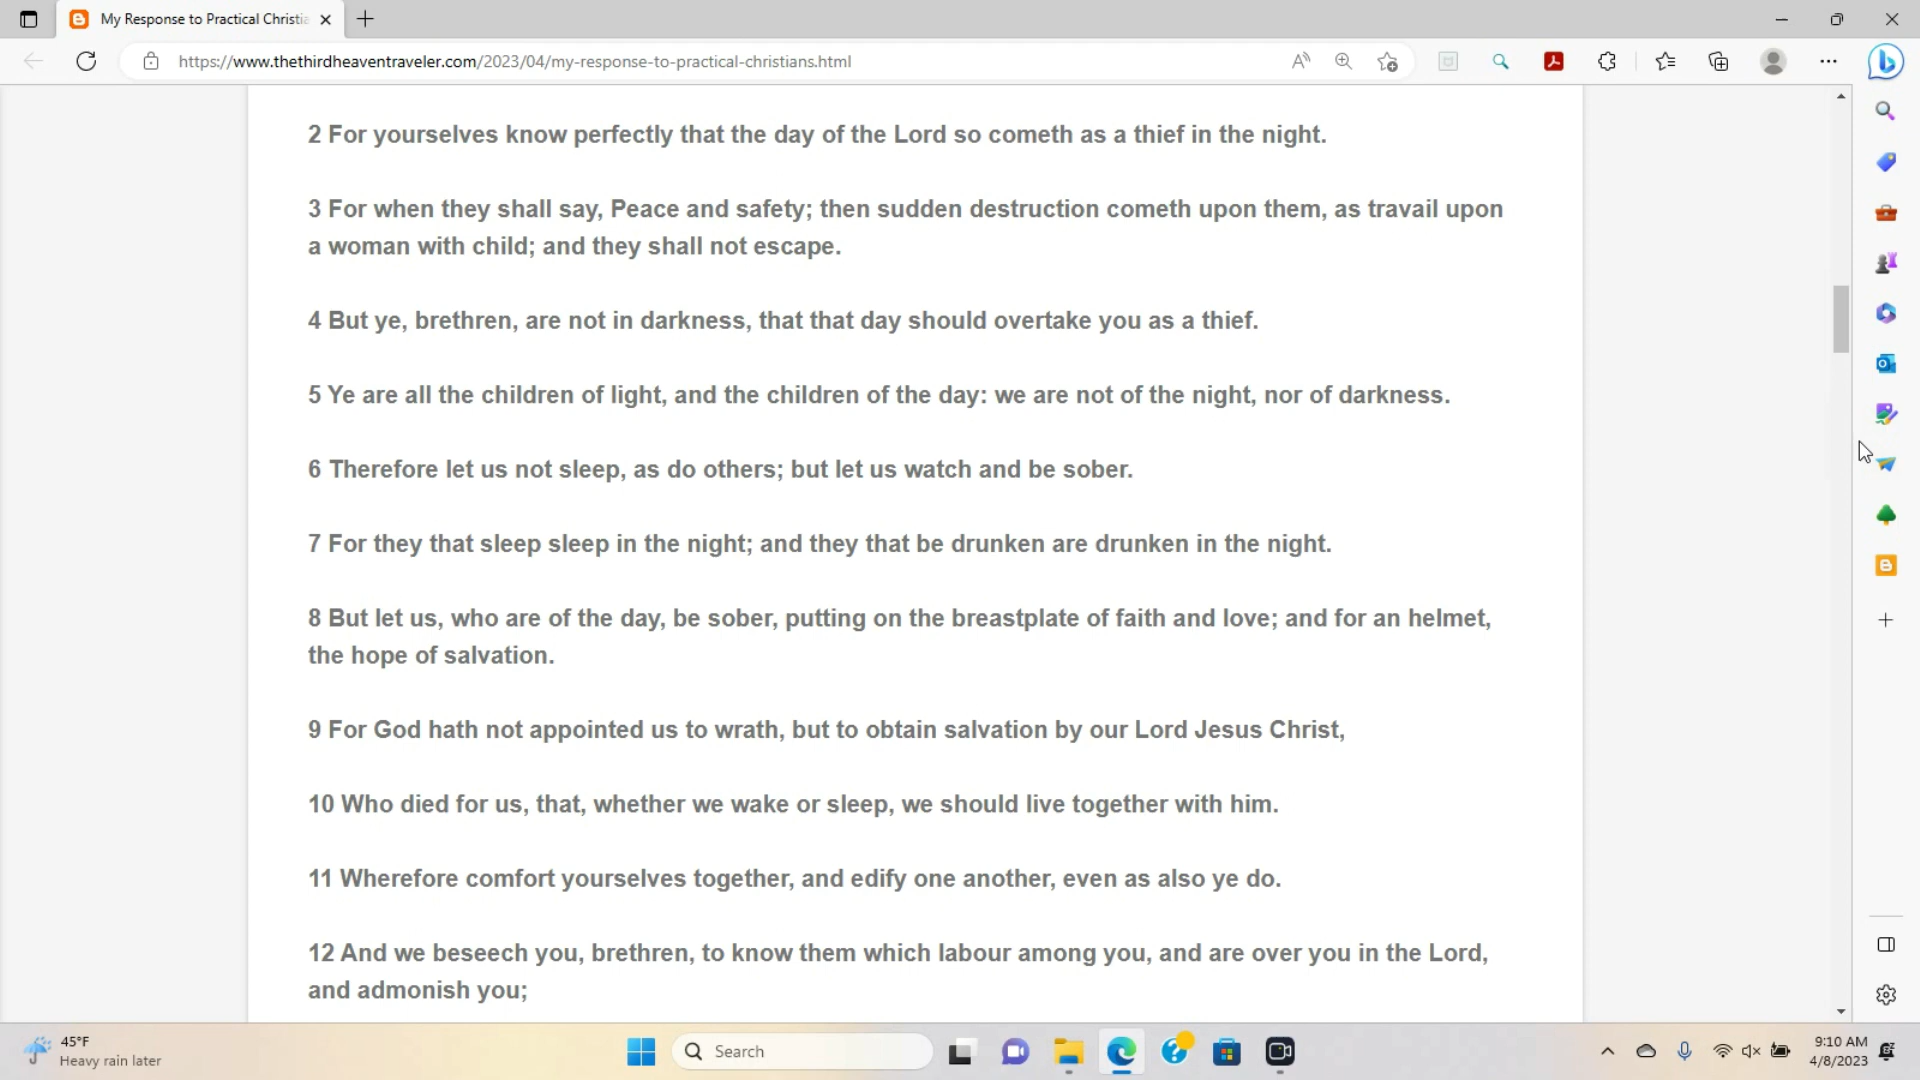 My Response to Practical Christia
https://www.thethirdheaventraveler.com/2023/04/my-response-to-practical-christians.html
2 For yourselves know perfectly that the day of the Lord so cometh as a thief in the night.
3 For when they shall say, Peace and safety; then sudden destruction cometh upon them, as travail upon
a woman with child; and they shall not escape.
4 But ye, brethren, are not in darkness, that that day should overtake you as a thief.
5 Ye are all the children of light, and the children of the day: we are not of the night, nor of darkness.
6 Therefore let us not sleep, as do others; but let us watch and be sober.
7 For they that sleep sleep in the night; and they that be drunken are drunken in the night.
8 But let us, who are of the day, be sober, putting on the breastplate of faith and love; and for an helmet,
the hope of salvation.
9 For God hath not appointed us to wrath, but to obtain salvation by our Lord Jesus Christ,
10 Who died for us, that, whether we wake or sleep, we should live together with him.
11 Wherefore comfort yourselves together, and edify one another, even as also ye do.
12 And we beseech you, brethren, to know them which labour among you, and are over you in the Lord,
and admonish you;
45°F
Heavy rain later
Search
9:10 AM
4/8/2023